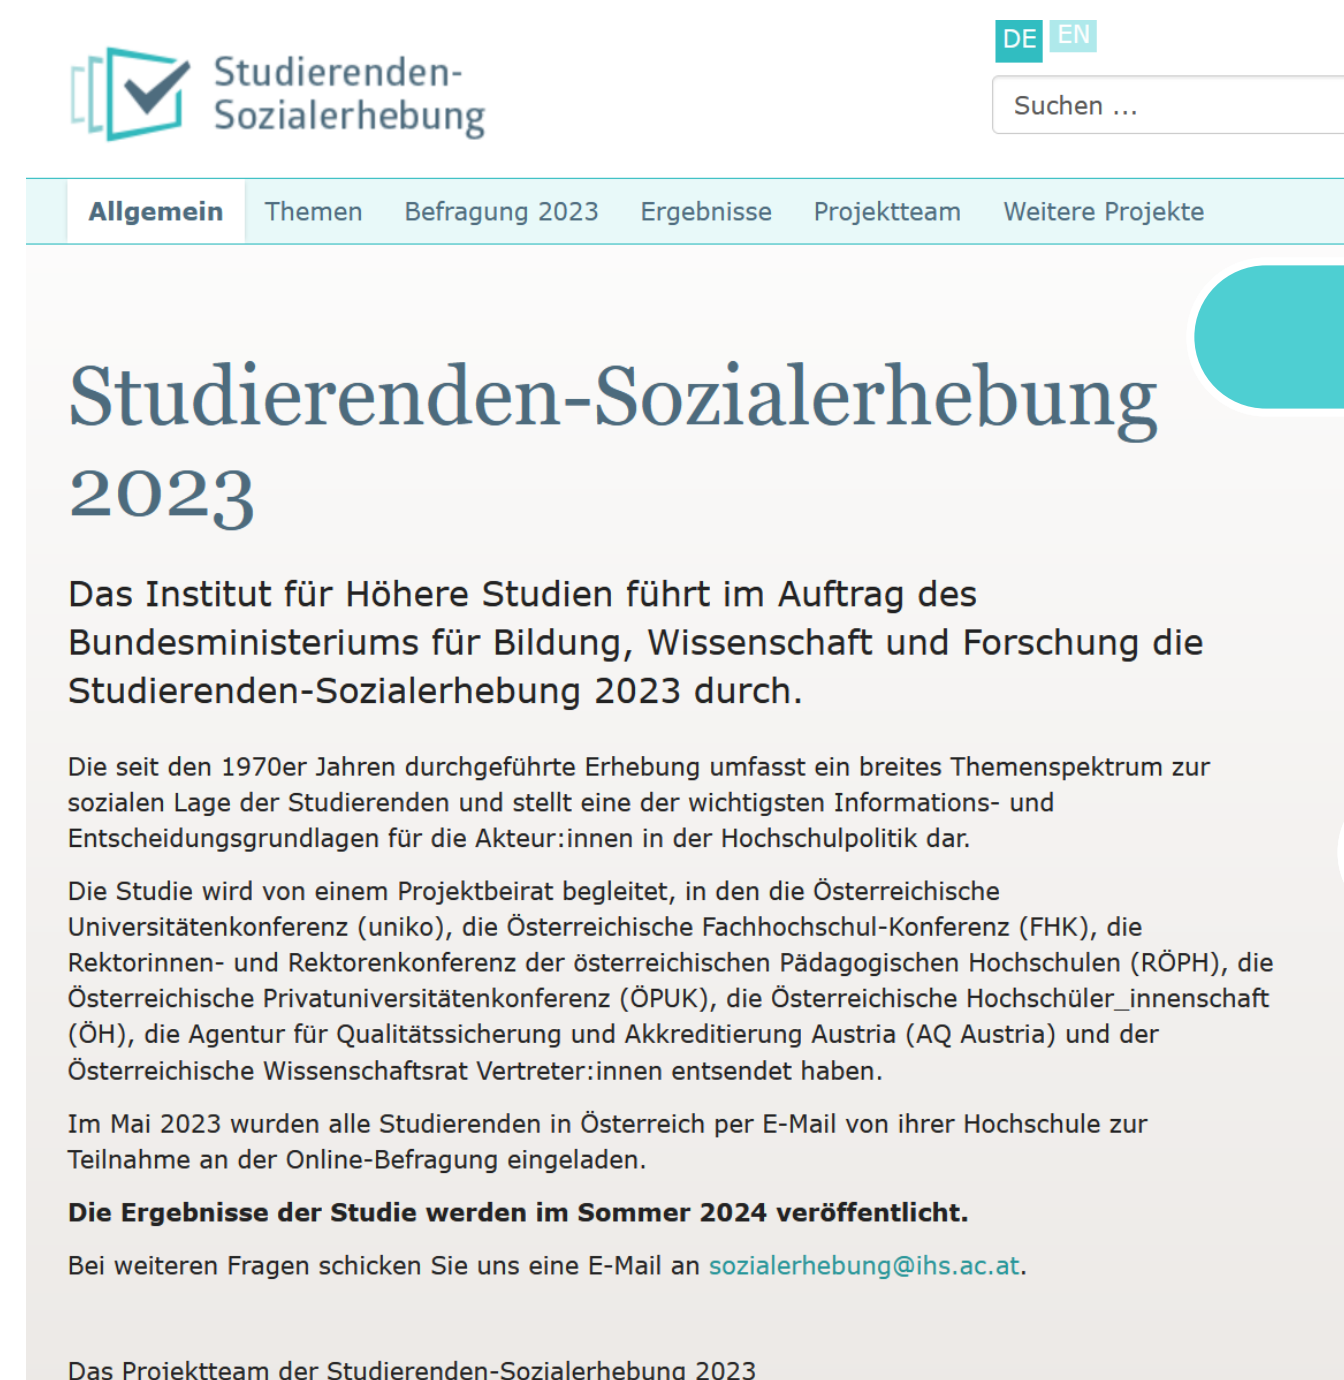 Studierenden-
Sozialerhebung
DE EN
Suchen ...
Allgemein Themen Befragung 2023 Ergebnisse Projektteam Weitere Projekte
Studierenden-Sozialerhebung
2023
Das Institut für Höhere Studien führt im Auftrag des
Bundesministeriums für Bildung, Wissenschaft und Forschung die
Studierenden-Sozialerhebung 2023 durch.
Die seit den 1970er Jahren durchgeführte Erhebung umfasst ein breites Themenspektrum zur
sozialen Lage der Studierenden und stellt eine der wichtigsten Informations- und
Entscheidungsgrundlagen für die Akteur:innen in der Hochschulpolitik dar.
Die Studie wird von einem Projektbeirat begleitet, in den die Österreichische
Universitätenkonferenz (uniko), die Österreichische Fachhochschul-Konferenz (FHK), die
Rektorinnen- und Rektorenkonferenz der österreichischen Pädagogischen Hochschulen (RÖPH), die
Österreichische Privatuniversitätenkonferenz (ÖPUK), die Österreichische Hochschüler_innenschaft
(ÖH), die Agentur für Qualitätssicherung und Akkreditierung Austria (AQ Austria) und der
Österreichische Wissenschaftsrat Vertreter:innen entsendet haben.
Im Mai 2023 wurden alle Studierenden in Österreich per E-Mail von ihrer Hochschule zur
Teilnahme an der Online-Befragung eingeladen.
Die Ergebnisse der Studie werden im Sommer 2024 veröffentlicht.
Bei weiteren Fragen schicken Sie uns eine E-Mail an sozialerhebung@ihs.ac.at.
Das Projektteam der Studierenden-Sozialerhebung 2023